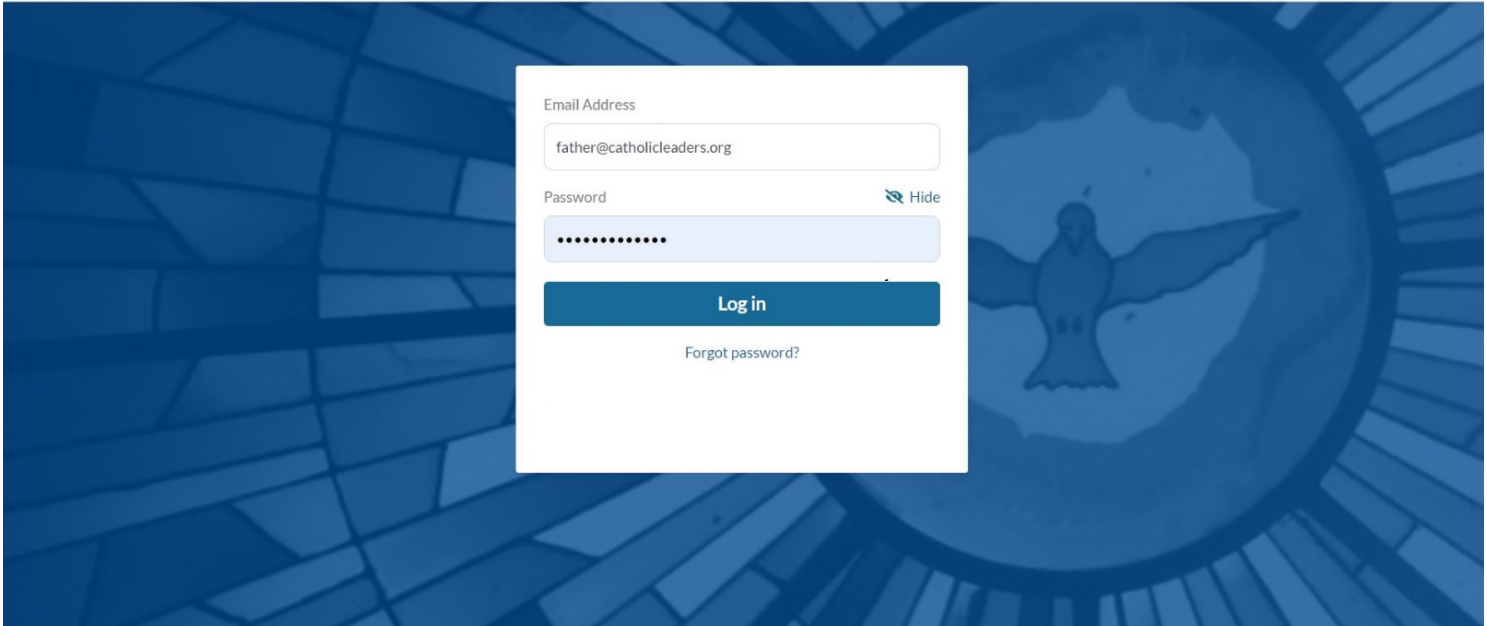 Email Address
father@catholicleaders.org
Password Hide
•••••••••••••
Log in
Forgot password?